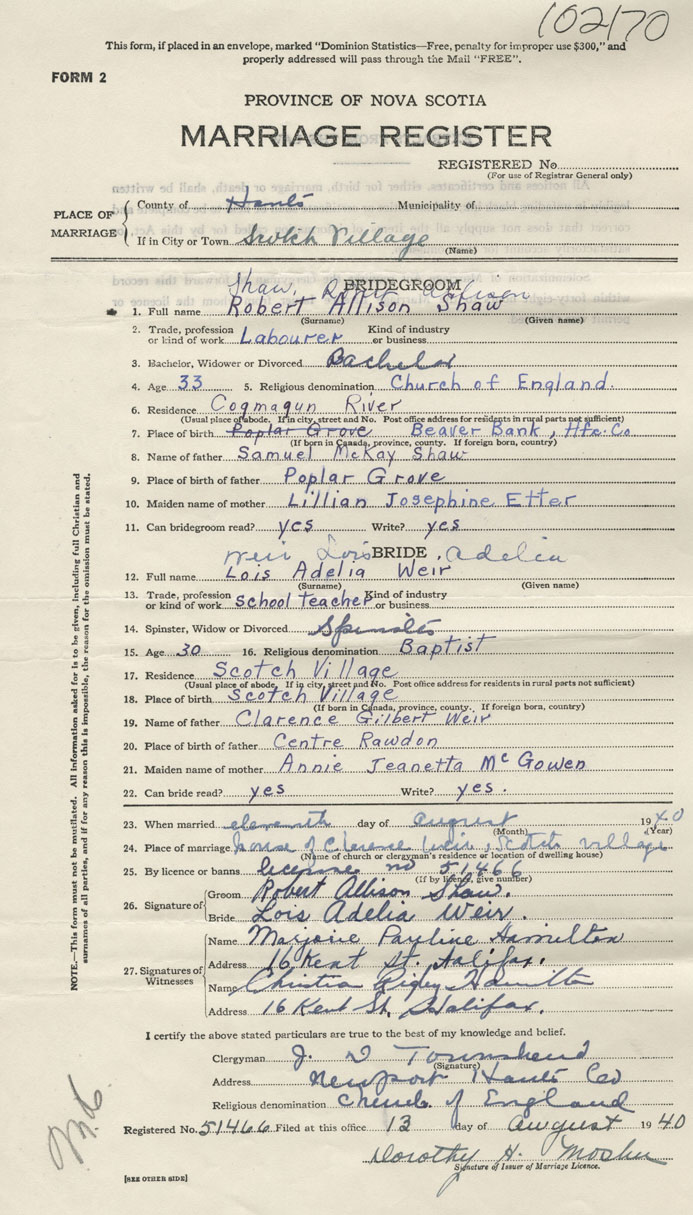 102170
This form, if placed in an envelope, marked "Dominion Statistics—Free, penalty for improper use $300," and
properly addressed will pass through the Mail "FREE".
FORM 2
PROVINCE OF NOVA SCOTIA
MARRIAGE REGISTER
REGISTERED No.
(For use of Registrar General only)
PLACE OF MARRIAGE
County of Hants Municipality of
If in City or Town Scotch Village
(Name)
BRIDEGROOM
Shaw, Robert Allison
1. Full name Robert Allison Shaw
(Surname) (Given name)
2. Trade, profession or kind of work Labourer Kind of industry or business
3. Bachelor, Widower or Divorced Bachelor
4. Age 33 5. Religious denomination Church of England.
6. Residence Cogmagun River
(Usual place of abode. If in city, street and No. Post office address for residents in rural parts not sufficient)
7. Place of birth Poplar Grove Beaver Bank, Hfx. Co.
(If born in Canada, province, county. If foreign born, country)
8. Name of father Samuel McKay Shaw
9. Place of birth of father Poplar Grove
10. Maiden name of mother Lillian Josephine Etter
11. Can bridegroom read? yes Write? yes
BRIDE
Weir Lois Adelia
12. Full name Lois Adelia Weir
(Surname) (Given name)
13. Trade, profession or kind of work School teacher Kind of industry or business
14. Spinster, Widow or Divorced Spinster
15. Age 30 16. Religious denomination Baptist
17. Residence Scotch Village
(Usual place of abode. If in city, street and No. Post office address for residents in rural parts not sufficient)
18. Place of birth Scotch Village
(If born in Canada, province, county. If foreign born, country)
19. Name of father Clarence Gilbert Weir
20. Place of birth of father Centre Rawdon
21. Maiden name of mother Annie Jeanetta McGowen
22. Can bride read? yes Write? yes.
23. When married eleventh day of august 1940
(Month) (Year)
24. Place of marriage house of Clarence Weir, Scotch Village
(Name of church or clergyman's residence or location of dwelling house)
25. By licence or banns license no 51466
(If by licence, give number)
26. Signature of
Groom Robert Allison Shaw.
Bride Lois Adelia Weir.
27. Signatures of Witnesses
Name Marjorie Pauline Hamilton
Address 16 Kent St. Halifax.
Name Hamilton
Address 16 Kent St. Halifax.
I certify the above stated particulars are true to the best of my knowledge and belief.
Clergyman J. D Townshend
(Signature)
Address Newport Hants Co
Religious denomination Church of England
Registered No. 51466 Filed at this office 13 day of august 1940
Dorothy H. Mosher
Signature of Issuer of Marriage Licence.
[SEE OTHER SIDE]
NOTE.—This form must not be mutilated. All information asked for is to be given, including full Christian and
surnames of all parties, and if for any reason this is impossible, the reason for the omission must be stated.